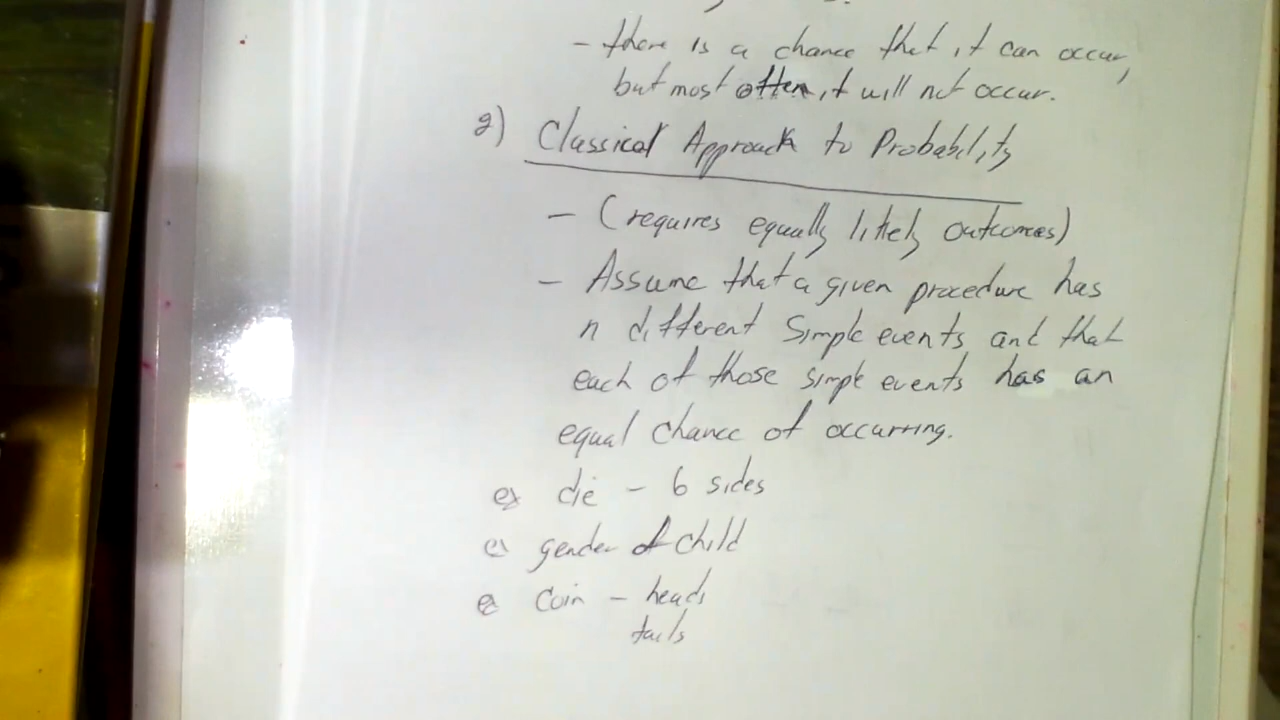 - there is a chance that it can occur,
but most often it will not occur.
2) Classical Approach to Probability
- (requires equally likely outcomes)
- Assume that a given procedure has
n different simple events and that
each of those simple events has an
equal chance of occurring.
ex die - 6 sides
ex gender of child
ex coin - heads
tails